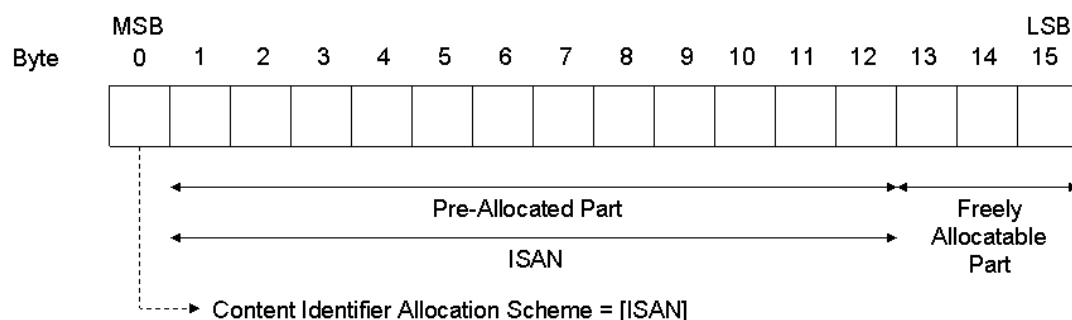 MSB LSB
Byte 0 1 2 3 4 5 6 7 8 9 10 11 12 13 14 15
Pre-Allocated Part
Freely
Allocatable
Part
ISAN
Content Identifier Allocation Scheme = [ISAN]